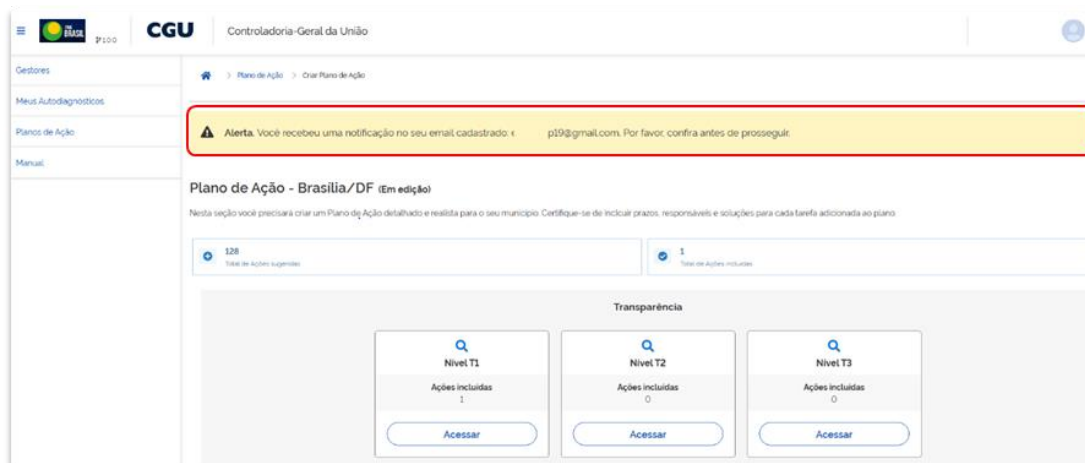 BRASIL
CGU
Controladoria-Geral da União
Gestores
Meus Autodiagnósticos
Planos de Ação
Manual
> Plano de Ação > Criar Plano de Ação
Alerta. Você recebeu uma notificação no seu email cadastrado: p19@gmail.com. Por favor, confira antes de prosseguir.
Plano de Ação - Brasília/DF (Em edição)
Nesta seção você precisará criar um Plano de Ação detalhado e realista para o seu município. Certifique-se de incluir prazos, responsáveis e soluções para cada tarefa adicionada ao plano
128
Total de Ações sugeridas
1
Total de Ações incluídas
Transparência
Nível T1
Ações incluídas
1
Acessar
Nível T2
Ações incluídas
0
Acessar
Nível T3
Ações incluídas
0
Acessar